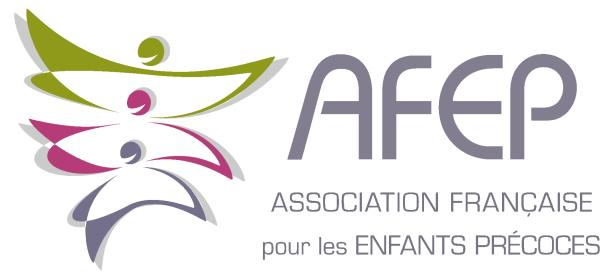 AFEP
ASSOCIATION FRANÇAISE
pour les ENFANTS PRÉCOCES